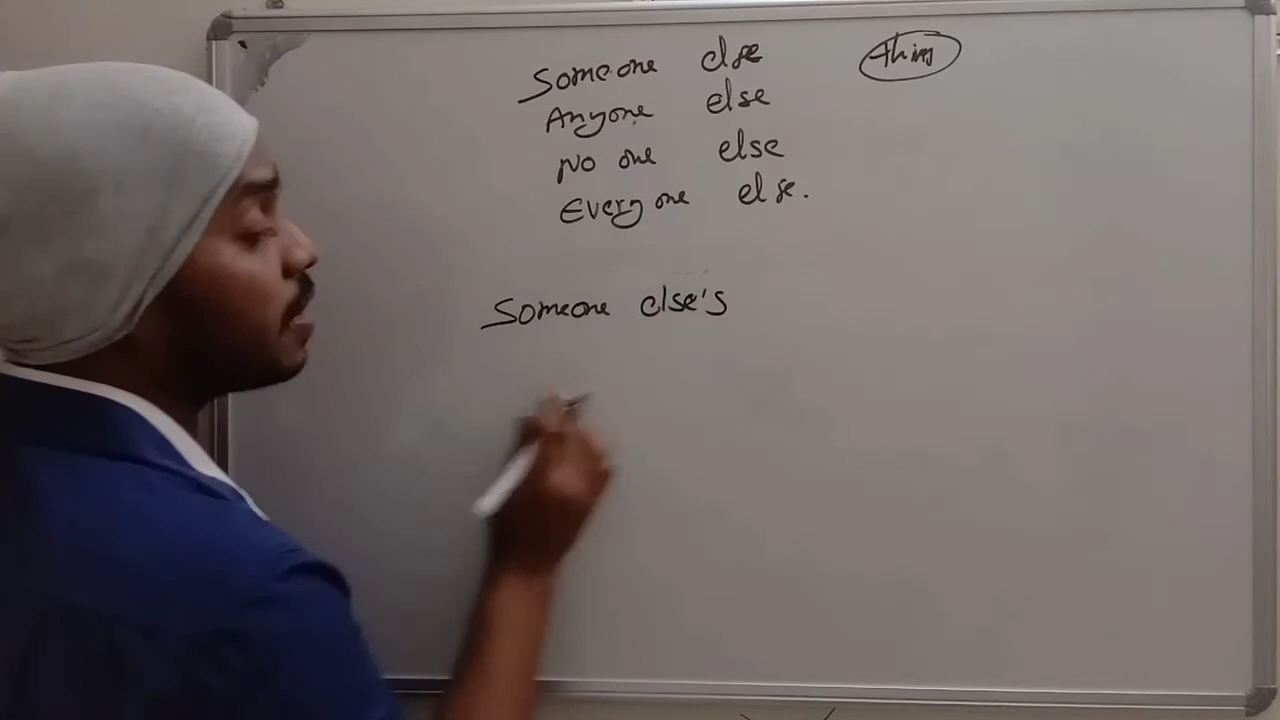 Someone else thing
Anyone else
No one else
Everyone else.
Someone else's